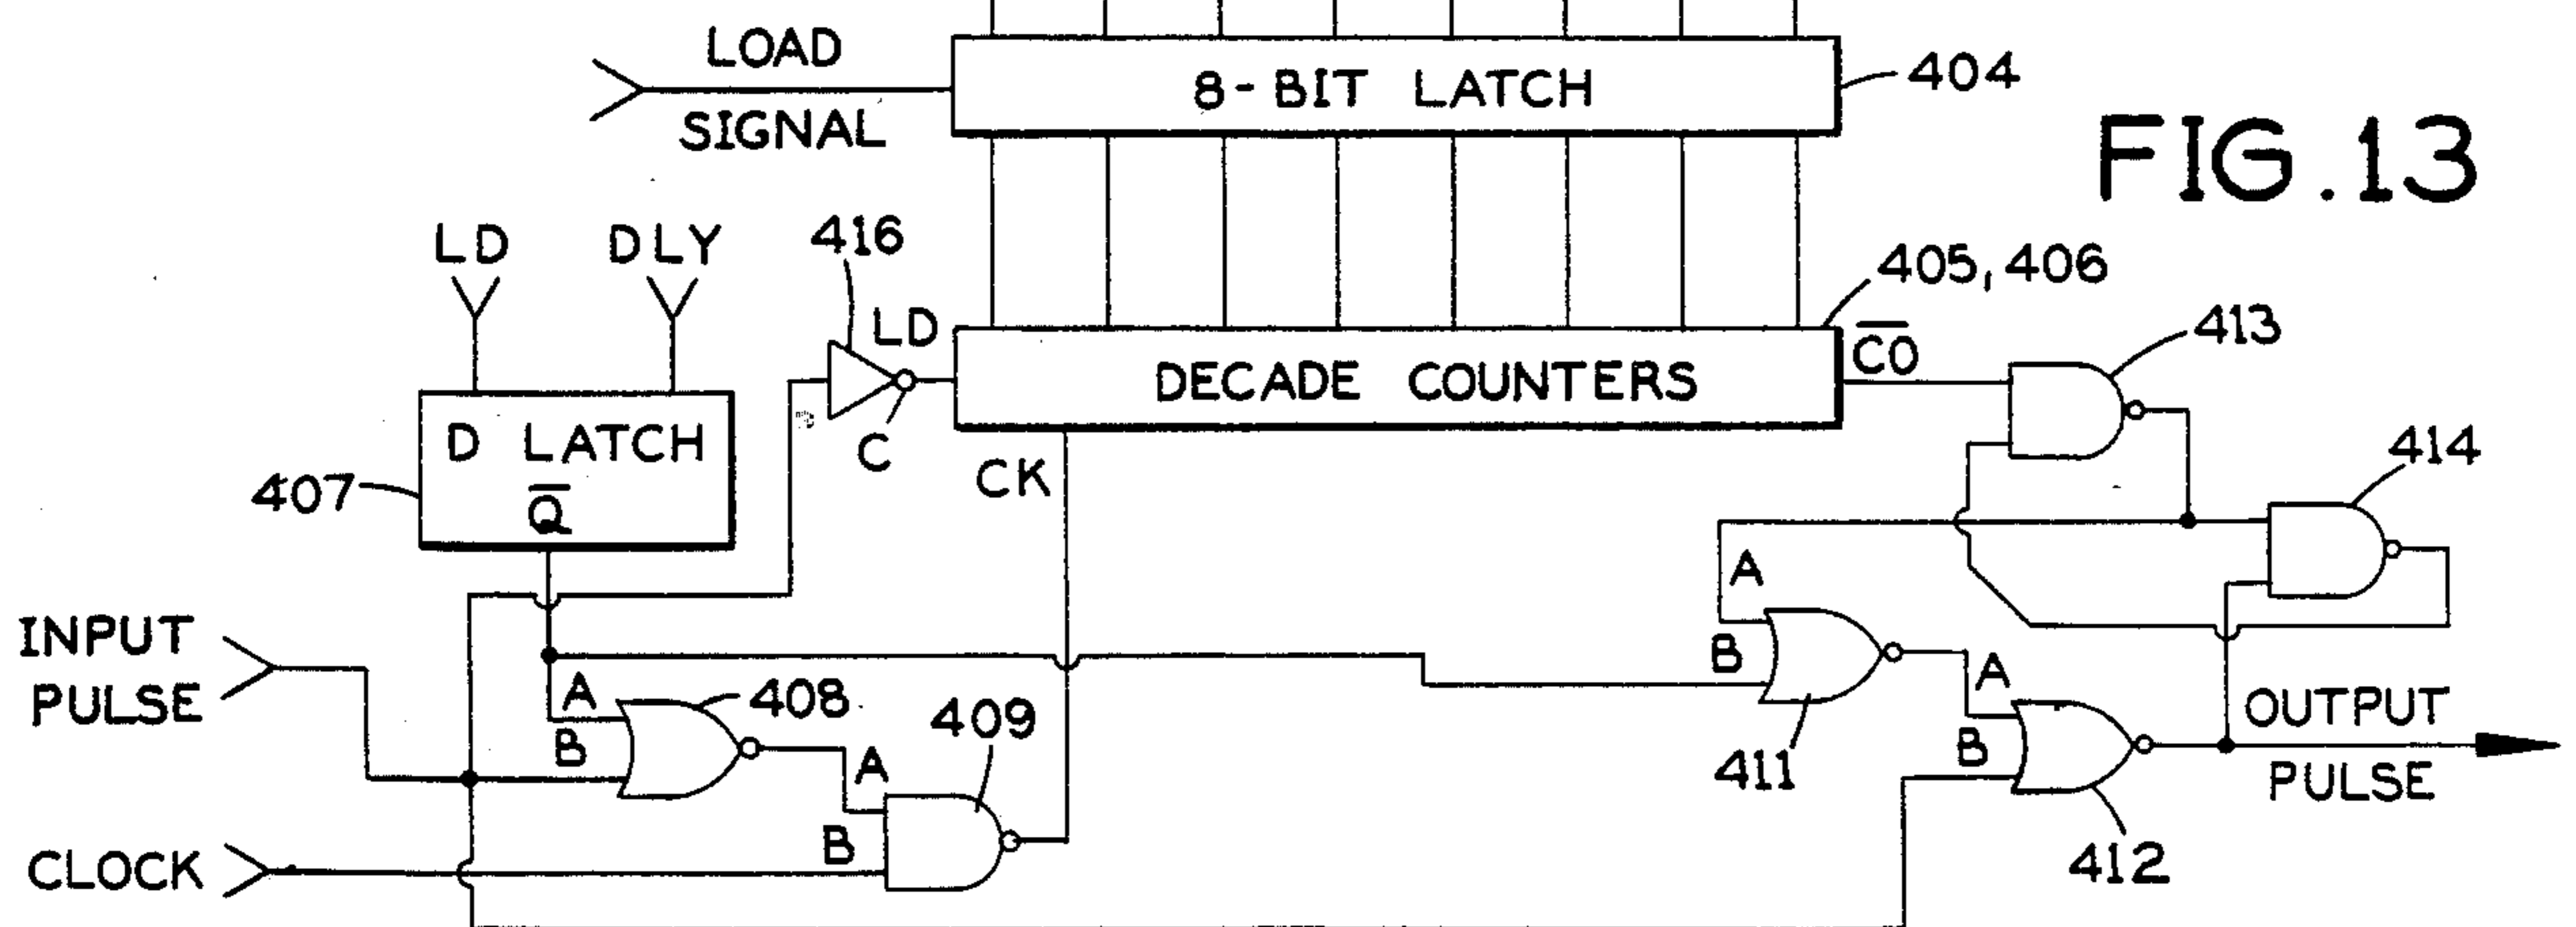 LOAD
SIGNAL
8-BIT LATCH
404
FIG.13
LD
DLY
416
LD
405, 406
C̅O̅
413
DECADE COUNTERS
C
CK
D LATCH
Q̅
407
414
A
B
INPUT
PULSE
A
B
408
409
A
B
411
A
B
412
OUTPUT
PULSE
CLOCK